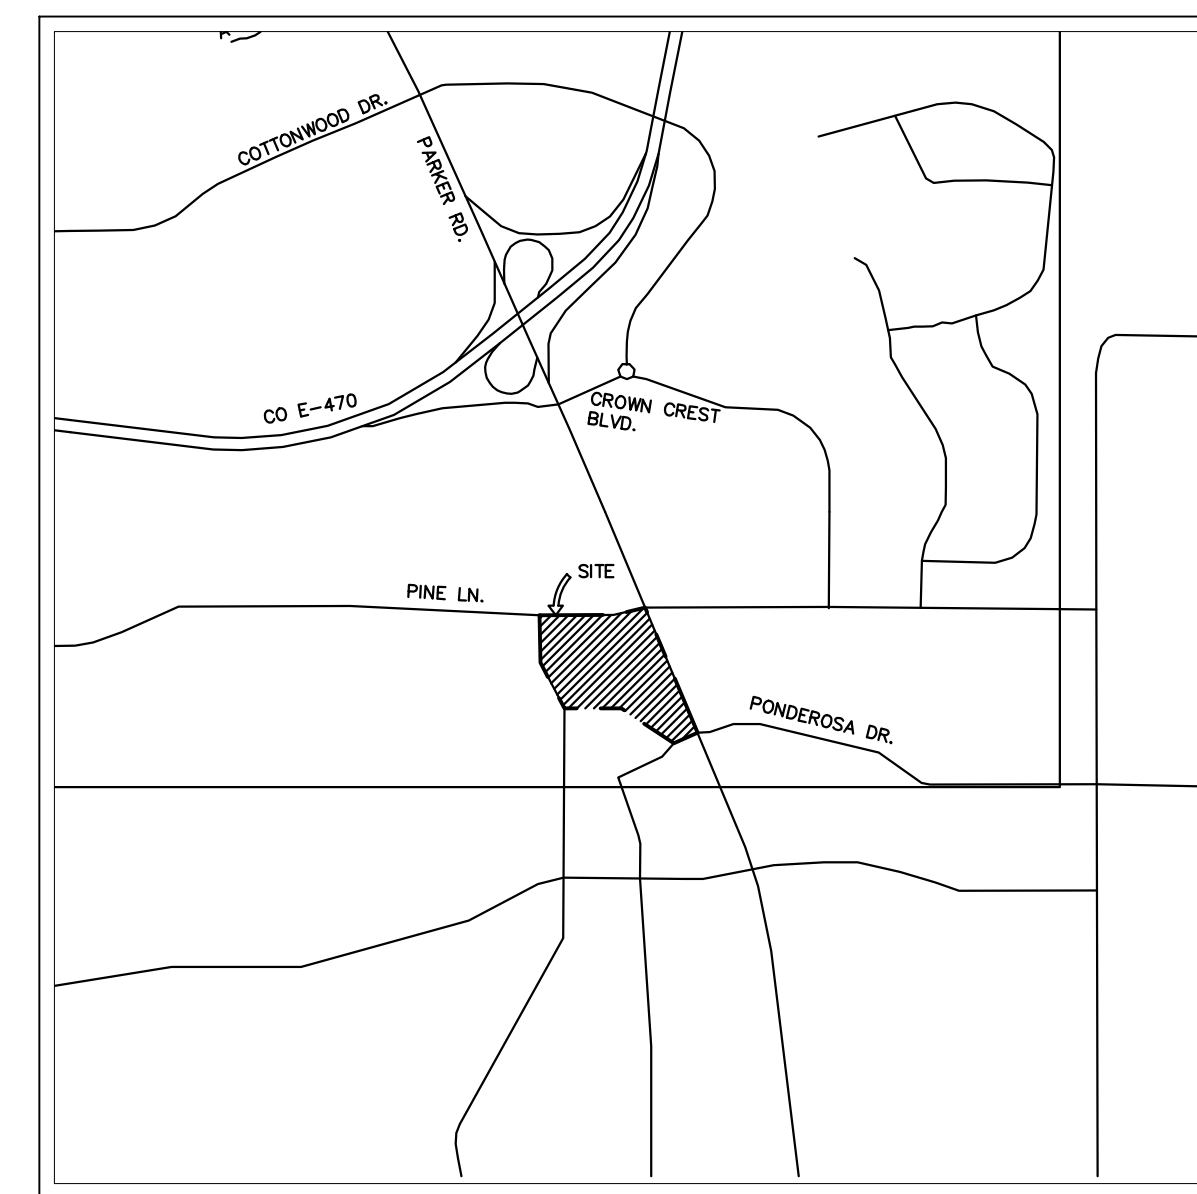 COTTONWOOD DR.
PARKER RD.
CO E-470
CROWN CREST
BLVD.
SITE
PINE LN.
PONDEROSA DR.